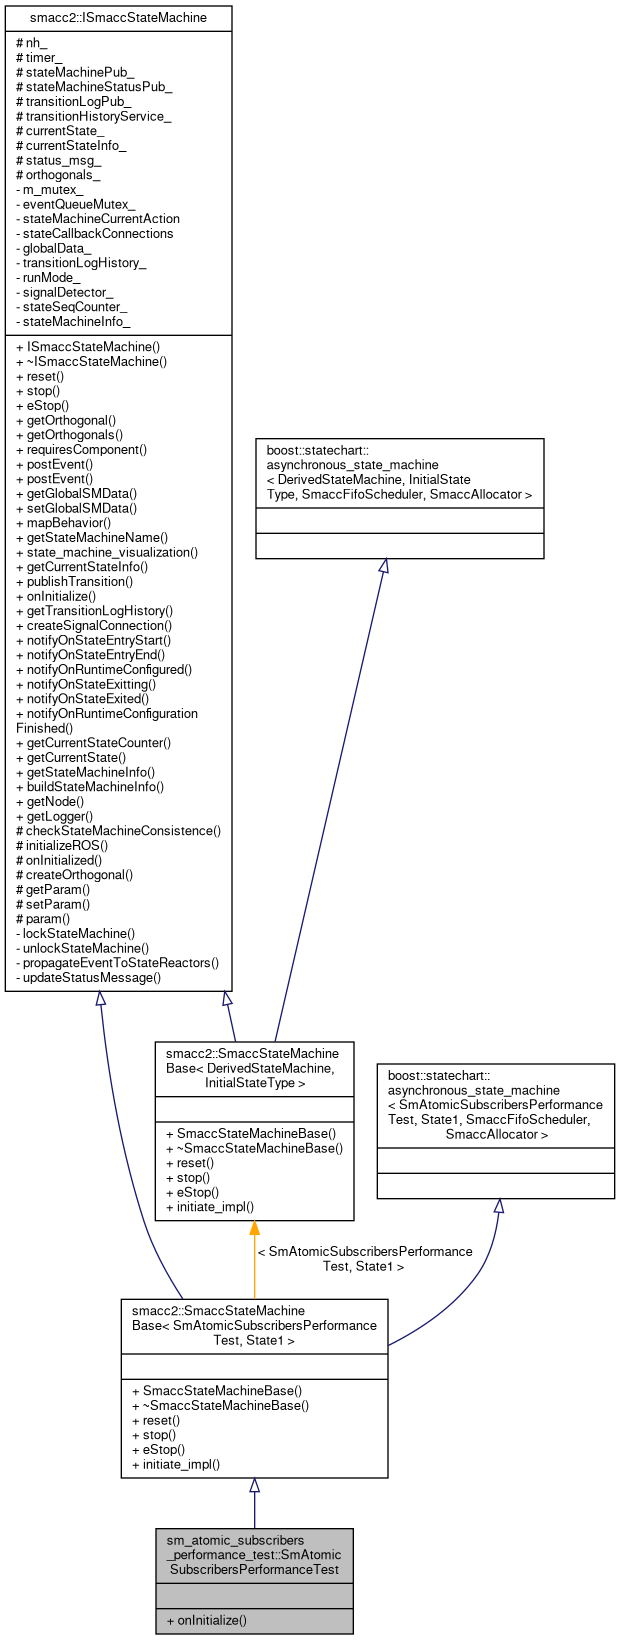 smacc2::ISmaccStateMachine
# nh_
# timer_
# stateMachinePub_
# stateMachineStatusPub_
# transitionLogPub_
# transitionHistoryService_
# currentState_
# currentStateInfo_
# status_msg_
# orthogonals_
- m_mutex_
- eventQueueMutex_
- stateMachineCurrentAction
- stateCallbackConnections
- globalData_
- transitionLogHistory_
- runMode_
- signalDetector_
- stateSeqCounter_
- stateMachineInfo_
+ ISmaccStateMachine()
+ ~ISmaccStateMachine()
+ reset()
+ stop()
+ eStop()
+ getOrthogonal()
+ getOrthogonals()
+ requiresComponent()
+ postEvent()
+ postEvent()
+ getGlobalSMData()
+ setGlobalSMData()
+ mapBehavior()
+ getStateMachineName()
+ state_machine_visualization()
+ getCurrentStateInfo()
+ publishTransition()
+ onInitialize()
+ getTransitionLogHistory()
+ createSignalConnection()
+ notifyOnStateEntryStart()
+ notifyOnStateEntryEnd()
+ notifyOnRuntimeConfigured()
+ notifyOnStateExitting()
+ notifyOnStateExited()
+ notifyOnRuntimeConfiguration
Finished()
+ getCurrentStateCounter()
+ getCurrentState()
+ getStateMachineInfo()
+ buildStateMachineInfo()
+ getNode()
+ getLogger()
# checkStateMachineConsistence()
# initializeROS()
# onInitialized()
# createOrthogonal()
# getParam()
# setParam()
# param()
- lockStateMachine()
- unlockStateMachine()
- propagateEventToStateReactors()
- updateStatusMessage()
boost::statechart::
asynchronous_state_machine
< DerivedStateMachine, InitialState
Type, SmaccFifoScheduler, SmaccAllocator >
smacc2::SmaccStateMachine
Base< DerivedStateMachine,
InitialStateType >
+ SmaccStateMachineBase()
+ ~SmaccStateMachineBase()
+ reset()
+ stop()
+ eStop()
+ initiate_impl()
boost::statechart::
asynchronous_state_machine
< SmAtomicSubscribersPerformance
Test, State1, SmaccFifoScheduler,
SmaccAllocator >
< SmAtomicSubscribersPerformance
Test, State1 >
smacc2::SmaccStateMachine
Base< SmAtomicSubscribersPerformance
Test, State1 >
+ SmaccStateMachineBase()
+ ~SmaccStateMachineBase()
+ reset()
+ stop()
+ eStop()
+ initiate_impl()
sm_atomic_subscribers
_performance_test::SmAtomic
SubscribersPerformanceTest
+ onInitialize()